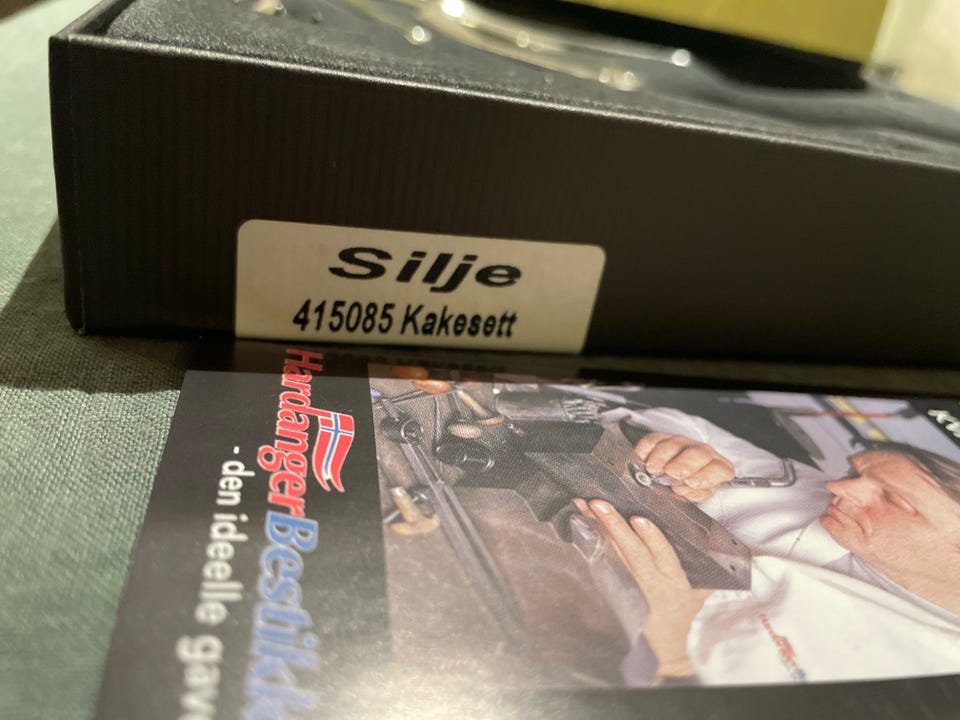 Silje
415085 Kakesett
HardangerBestikk
- den ideelle gave